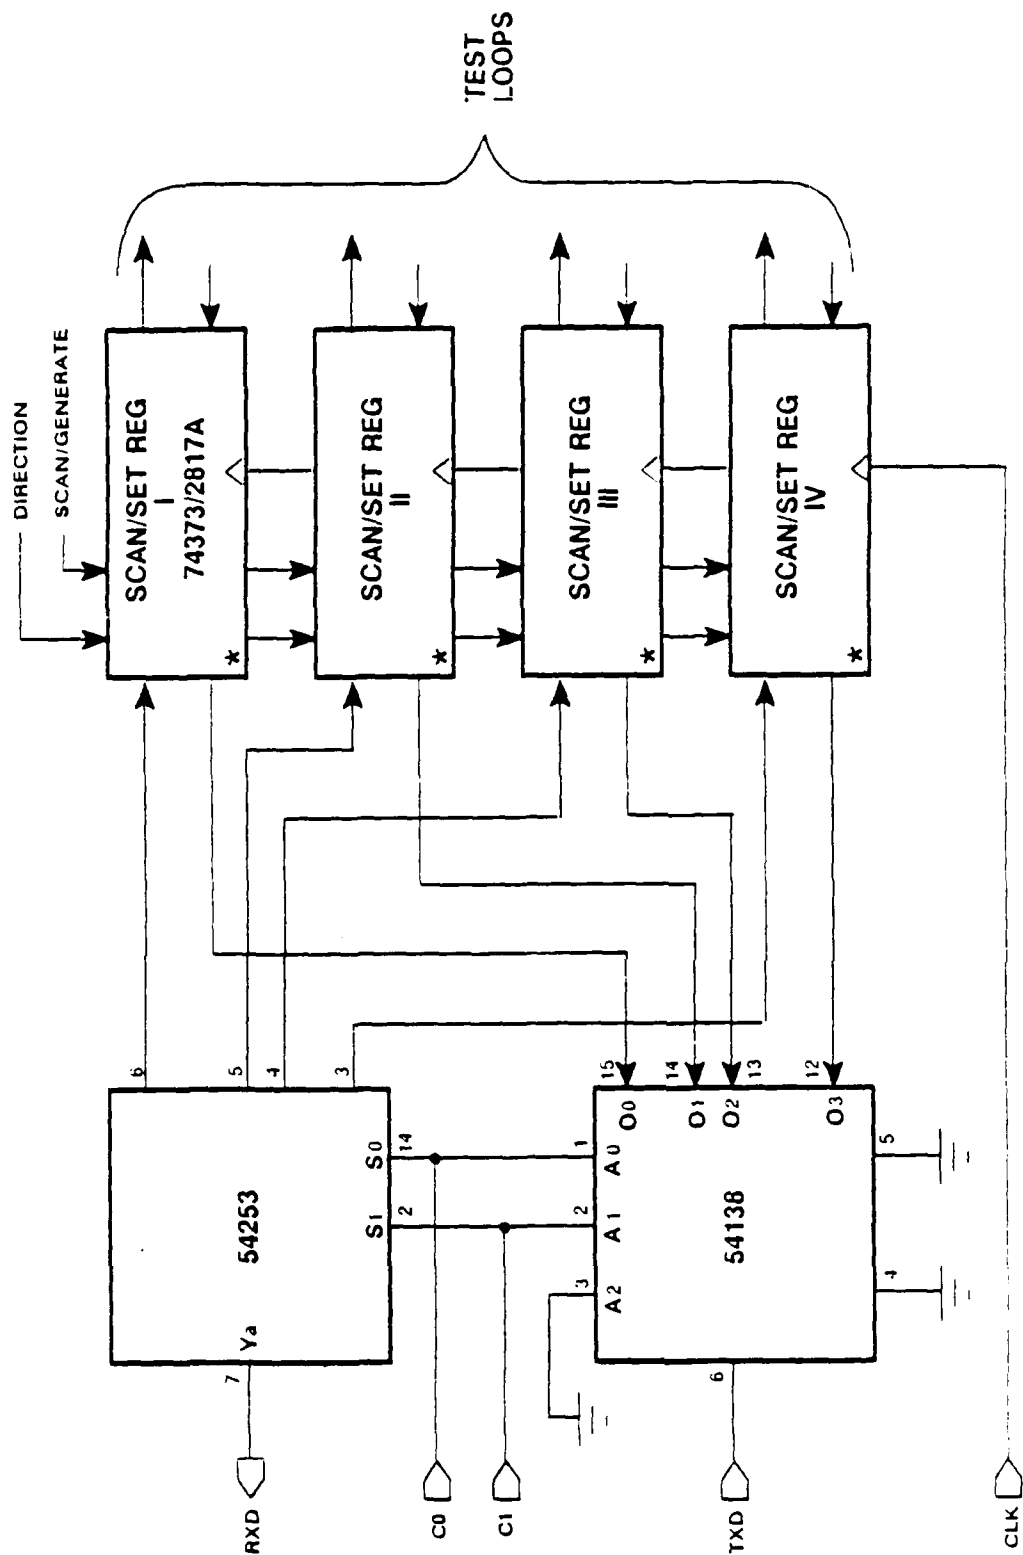 DIRECTION
SCAN/GENERATE
SCAN/SET REG
I
74373/2817A
*
SCAN/SET REG
II
*
SCAN/SET REG
III
*
SCAN/SET REG
IV
*
TEST
LOOPS
54253
Ya
S1
S0
7
6
5
4
3
2
14
RXD
C0
C1
TXD
CLK
54138
A2
A1
A0
3
2
1
6
4
5
O0
O1
O2
O3
15
14
13
12